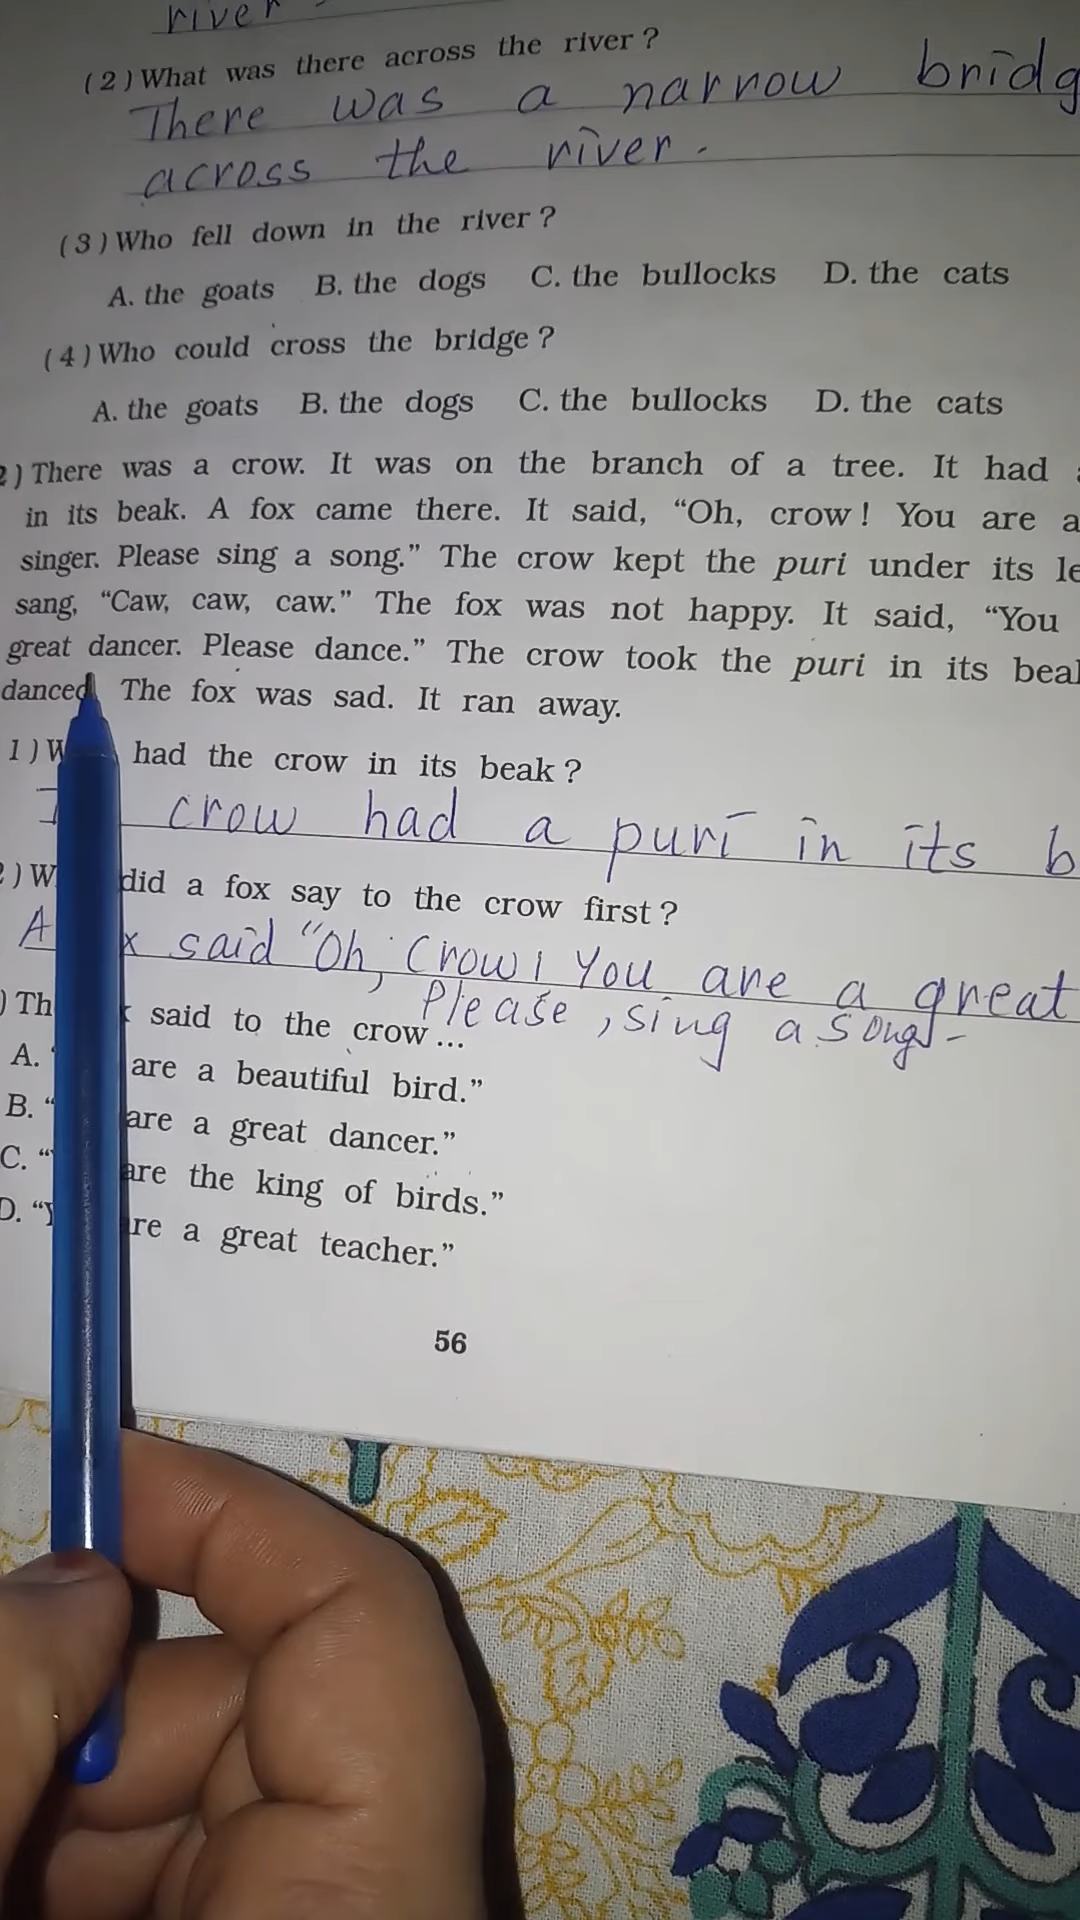 river
(2) What was there across the river ?
There was a narrow bridg
across the river.
(3) Who fell down in the river ?
A. the goats B. the dogs C. the bullocks D. the cats
(4) Who could cross the bridge ?
A. the goats B. the dogs C. the bullocks D. the cats
2) There was a crow. It was on the branch of a tree. It had
in its beak. A fox came there. It said, "Oh, crow! You are a
singer. Please sing a song." The crow kept the puri under its le
sang, "Caw, caw, caw." The fox was not happy. It said, "You
great dancer. Please dance." The crow took the puri in its beak
danced. The fox was sad. It ran away.
1) W had the crow in its beak ?
crow had a puri in its b
2) W did a fox say to the crow first ?
A x said "Oh, Crow! You are a great
Please, sing a song-
) Th said to the crow ...
A. are a beautiful bird."
B. " are a great dancer."
C. " are the king of birds."
D. "Y re a great teacher."
56